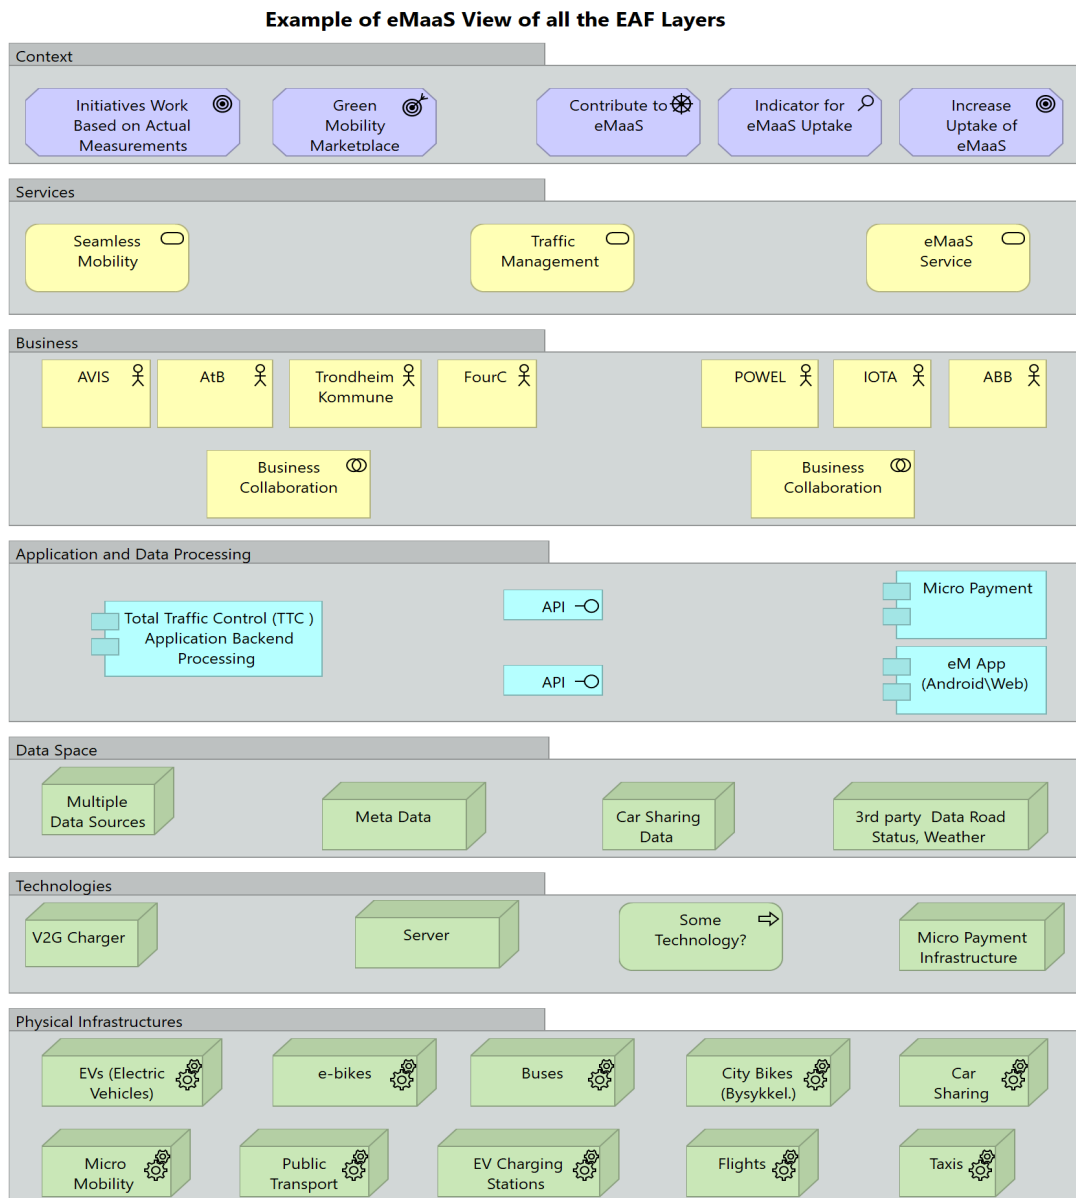 Example of eMaaS View of all the EAF Layers
Context
Initiatives Work
Based on Actual
Measurements
Green
Mobility
Marketplace
Contribute to
eMaaS
Indicator for
eMaaS Uptake
Increase
Uptake of
eMaaS
Services
Seamless
Mobility
Traffic
Management
eMaaS
Service
Business
AVIS
AtB
Trondheim
Kommune
FourC
POWEL
IOTA
ABB
Business
Collaboration
Business
Collaboration
Application and Data Processing
Total Traffic Control (TTC )
Application Backend
Processing
API
API
Micro Payment
eM App
(Android\Web)
Data Space
Multiple
Data Sources
Meta Data
Car Sharing
Data
3rd party  Data Road
Status, Weather
Technologies
V2G Charger
Server
Some
Technology?
Micro Payment
Infrastructure
Physical Infrastructures
EVs (Electric
Vehicles)
e-bikes
Buses
City Bikes
(Bysykkel.)
Car
Sharing
Micro
Mobility
Public
Transport
EV Charging
Stations
Flights
Taxis